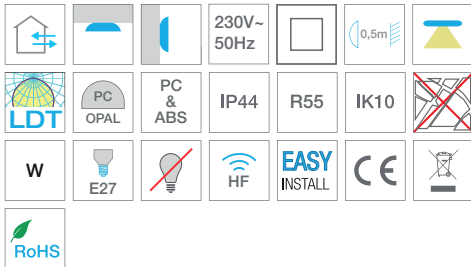 230V~
50Hz
0,5m
LDT
PC
OPAL
PC
&
ABS
IP44
R55
IK10
W
E27
HF
EASY
INSTALL
CE
RoHS